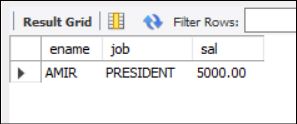 Result Grid Filter Rows:
ename job sal
AMIR PRESIDENT 5000.00